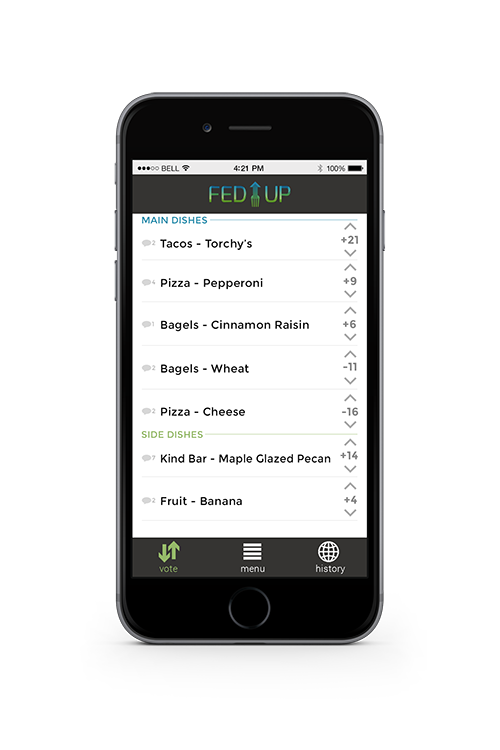 BELL 4:21 PM 100%
FED UP
MAIN DISHES
2 Tacos - Torchy's +21
4 Pizza - Pepperoni +9
1 Bagels - Cinnamon Raisin +6
2 Bagels - Wheat -11
2 Pizza - Cheese -16
SIDE DISHES
7 Kind Bar - Maple Glazed Pecan +14
2 Fruit - Banana +4
vote menu history